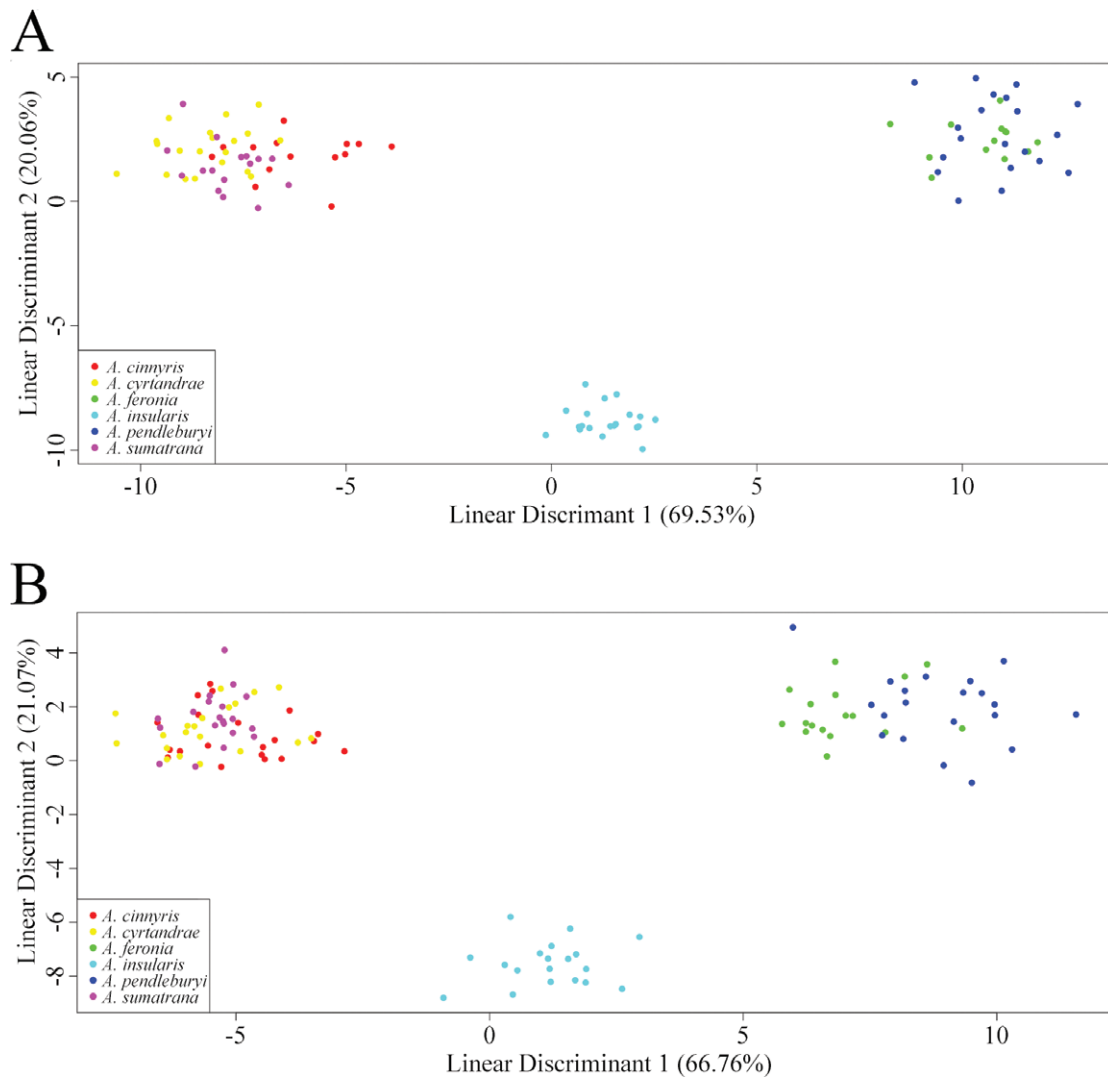 A
Linear Discriminant 2 (20.06%)
5
0
-5
-10
A. cinnyris
A. cyrtandrae
A. feronia
A. insularis
A. pendleburyi
A. sumatrana
-10 -5 0 5 10
Linear Discrimant 1 (69.53%)
B
Linear Discriminant 2 (21.07%)
4
2
0
-2
-4
-6
-8
A. cinnyris
A. cyrtandrae
A. feronia
A. insularis
A. pendleburyi
A. sumatrana
-5 0 5 10
Linear Discriminant 1 (66.76%)